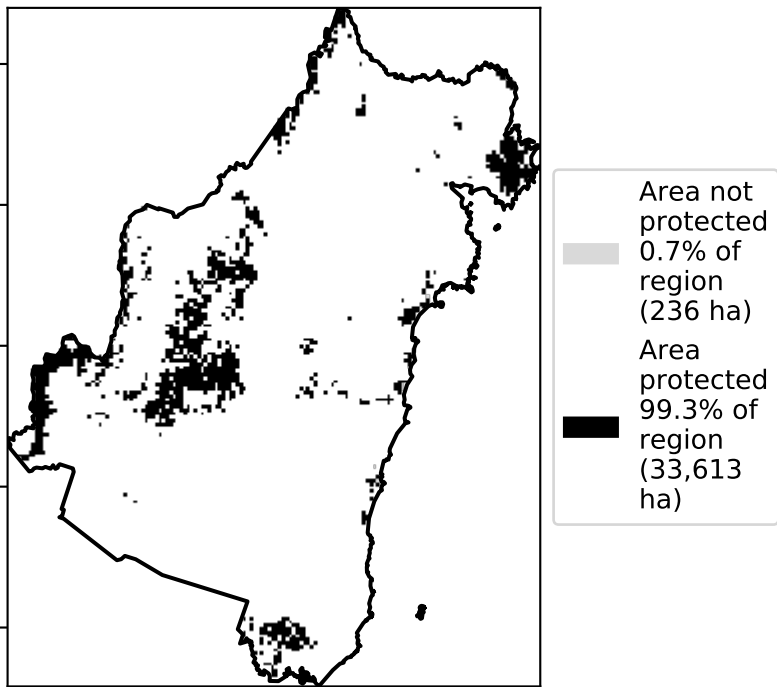 Area not
protected
0.7% of
region
(236 ha)
Area
protected
99.3% of
region
(33,613
ha)